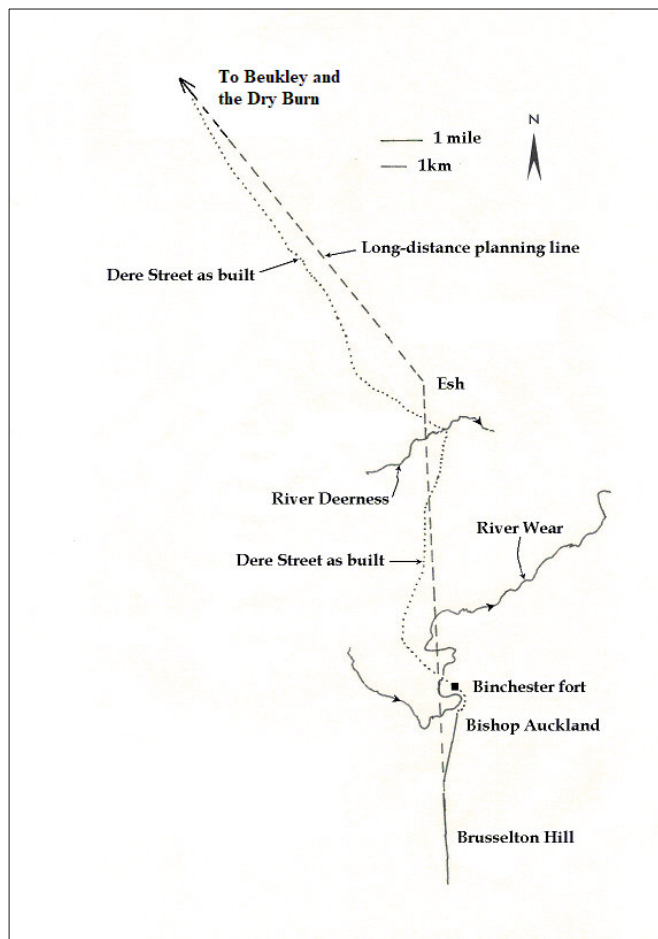 To Beukley and
the Dry Burn
N
1 mile
1km
Long-distance planning line
Dere Street as built
Esh
River Deerness
River Wear
Dere Street as built
Binchester fort
Bishop Auckland
Brusselton Hill